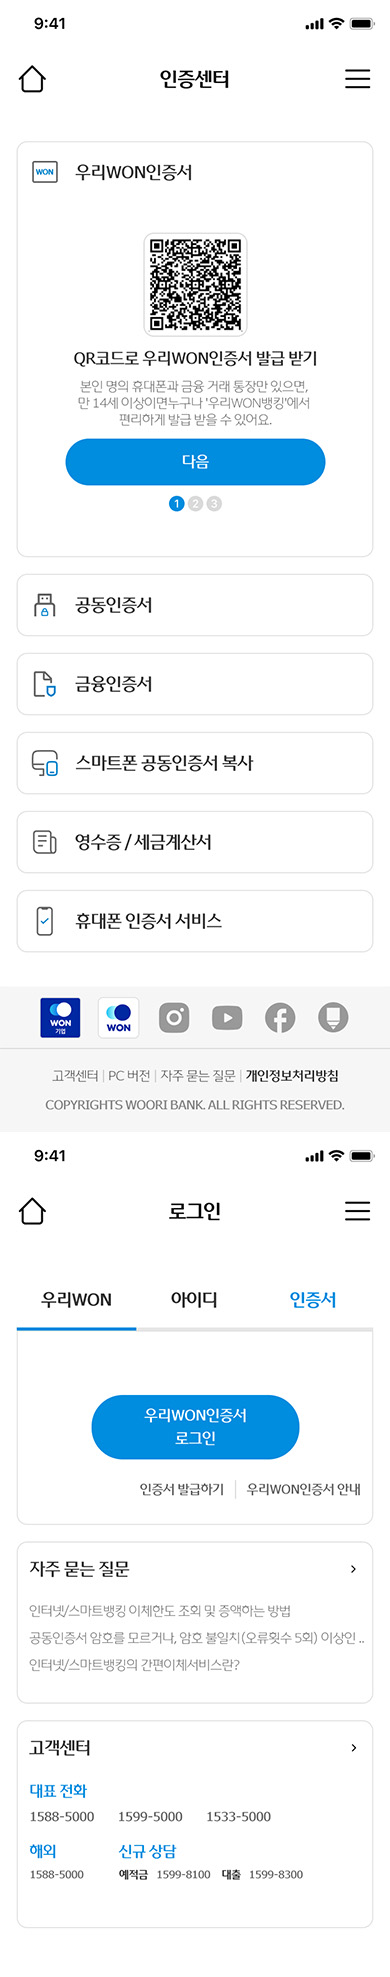 9:41
인증센터
WON 우리WON인증서
QR코드로 우리WON인증서 발급 받기
본인 명의 휴대폰과 금융 거래 통장만 있으면,
만 14세 이상이면누구나 '우리WON뱅킹'에서
편리하게 발급 받을 수 있어요.
다음
1 2 3
공동인증서
금융인증서
스마트폰 공동인증서 복사
영수증 / 세금계산서
휴대폰 인증서 서비스
WON 기업
WON
고객센터 | PC 버전 | 자주 묻는 질문 | 개인정보처리방침
COPYRIGHTS WOORI BANK. ALL RIGHTS RESERVED.
9:41
로그인
우리WON 아이디 인증서
우리WON인증서
로그인
인증서 발급하기 | 우리WON인증서 안내
자주 묻는 질문 >
인터넷/스마트뱅킹 이체한도 조회 및 증액하는 방법
공동인증서 암호를 모르거나, 암호 불일치(오류횟수 5회) 이상인 ..
인터넷/스마트뱅킹의 간편이체서비스란?
고객센터 >
대표 전화
1588-5000 1599-5000 1533-5000
해외 신규 상담
1588-5000 예적금 1599-8100 대출 1599-8300